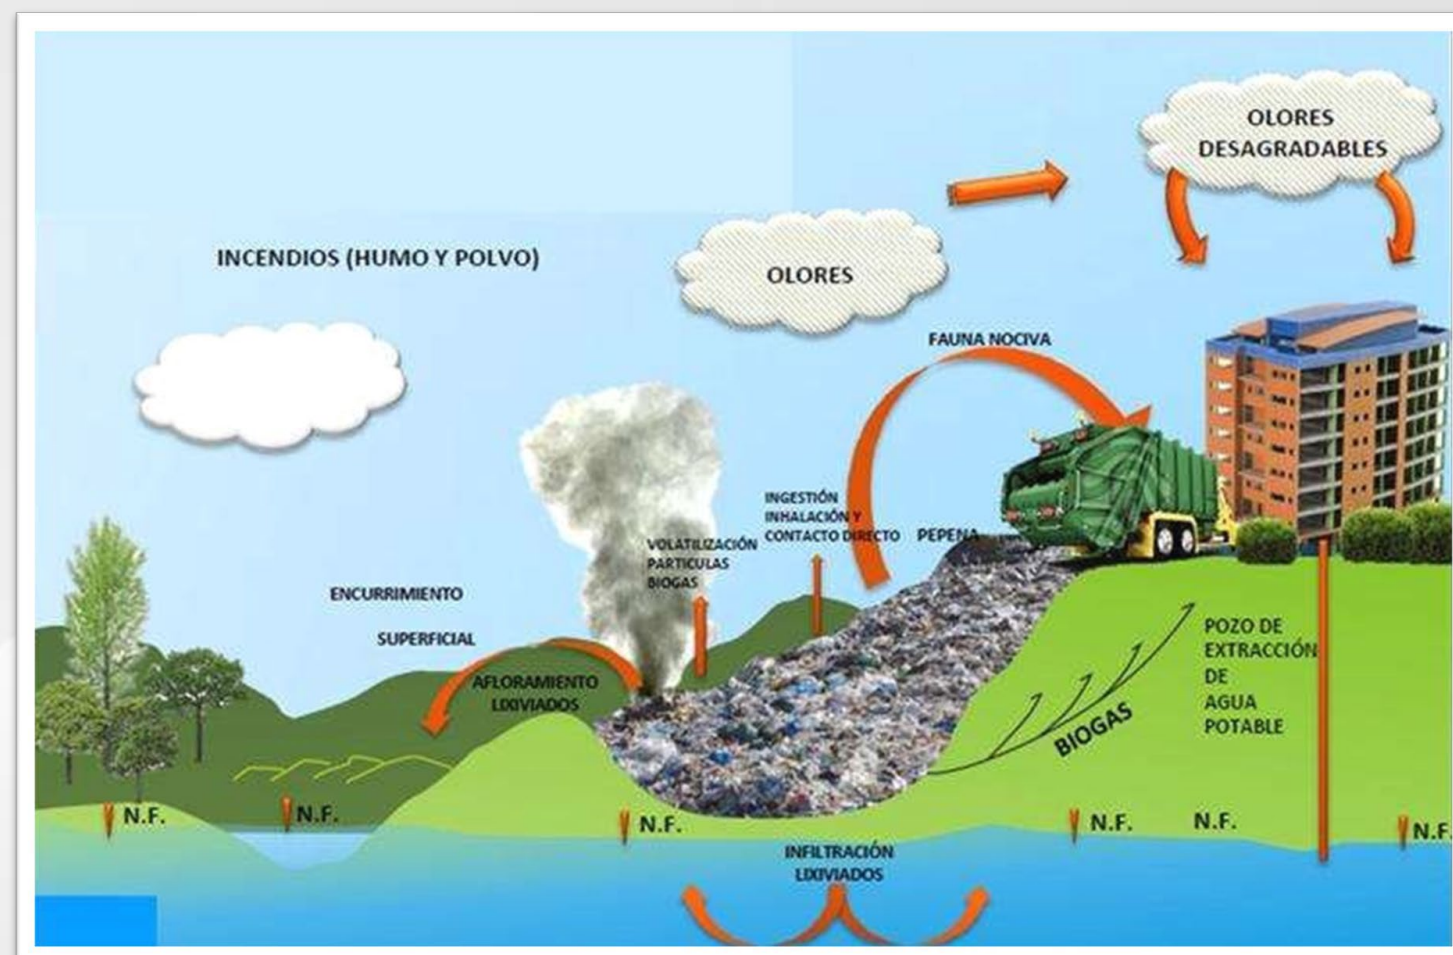 OLORES
DESAGRADABLES
INCENDIOS (HUMO Y POLVO)
OLORES
FAUNA NOCIVA
INGESTIÓN
INHALACIÓN Y
CONTACTO DIRECTO
PEPENA
VOLATILIZACIÓN
PARTICULAS
BIOGAS
ENCURRIMIENTO
SUPERFICIAL
AFLORAMIENTO
LIXIVIADOS
POZO DE
EXTRACCIÓN
DE
AGUA
POTABLE
BIOGAS
N.F.
N.F.
N.F.
N.F.
N.F.
N.F.
INFILTRACIÓN
LIXIVIADOS